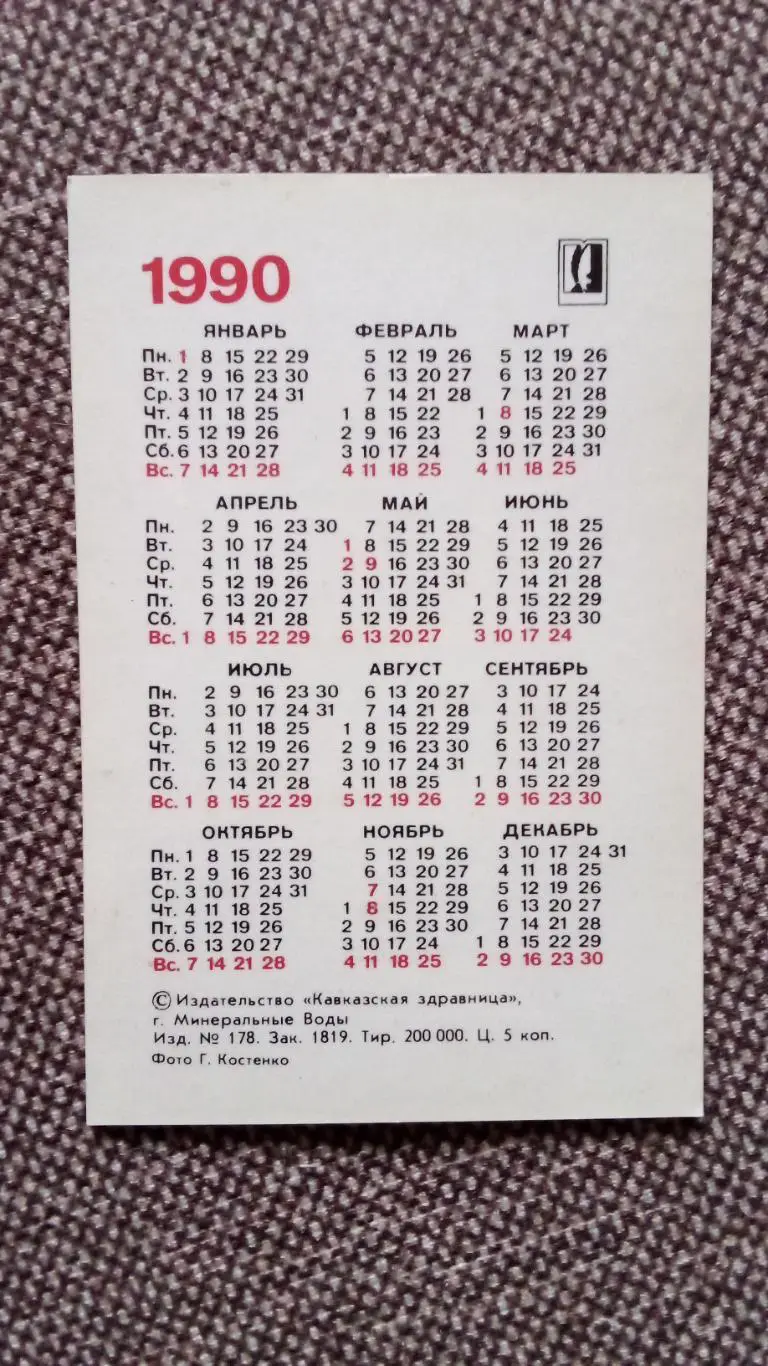 1990
ЯНВАРЬ ФЕВРАЛЬ МАРТ
Пн. 1 8 15 22 29 5 12 19 26 5 12 19 26
Вт. 2 9 16 23 30 6 13 20 27 6 13 20 27
Ср. 3 10 17 24 31 7 14 21 28 7 14 21 28
Чт. 4 11 18 25 1 8 15 22 1 8 15 22 29
Пт. 5 12 19 26 2 9 16 23 2 9 16 23 30
Сб. 6 13 20 27 3 10 17 24 3 10 17 24 31
Вс. 7 14 21 28 4 11 18 25 4 11 18 25
АПРЕЛЬ МАЙ ИЮНЬ
Пн. 2 9 16 23 30 7 14 21 28 4 11 18 25
Вт. 3 10 17 24 1 8 15 22 29 5 12 19 26
Ср. 4 11 18 25 2 9 16 23 30 6 13 20 27
Чт. 5 12 19 26 3 10 17 24 31 7 14 21 28
Пт. 6 13 20 27 4 11 18 25 1 8 15 22 29
Сб. 7 14 21 28 5 12 19 26 2 9 16 23 30
Вс. 1 8 15 22 29 6 13 20 27 3 10 17 24
ИЮЛЬ АВГУСТ СЕНТЯБРЬ
Пн. 2 9 16 23 30 6 13 20 27 3 10 17 24
Вт. 3 10 17 24 31 7 14 21 28 4 11 18 25
Ср. 4 11 18 25 1 8 15 22 29 5 12 19 26
Чт. 5 12 19 26 2 9 16 23 30 6 13 20 27
Пт. 6 13 20 27 3 10 17 24 31 7 14 21 28
Сб. 7 14 21 28 4 11 18 25 1 8 15 22 29
Вс. 1 8 15 22 29 5 12 19 26 2 9 16 23 30
ОКТЯБРЬ НОЯБРЬ ДЕКАБРЬ
Пн. 1 8 15 22 29 5 12 19 26 3 10 17 24 31
Вт. 2 9 16 23 30 6 13 20 27 4 11 18 25
Ср. 3 10 17 24 31 7 14 21 28 5 12 19 26
Чт. 4 11 18 25 1 8 15 22 29 6 13 20 27
Пт. 5 12 19 26 2 9 16 23 30 7 14 21 28
Сб. 6 13 20 27 3 10 17 24 1 8 15 22 29
Вс. 7 14 21 28 4 11 18 25 2 9 16 23 30
© Издательство «Кавказская здравница»,
г. Минеральные Воды
Изд. № 178. Зак. 1819. Тир. 200 000. Ц. 5 коп.
Фото Г. Костенко